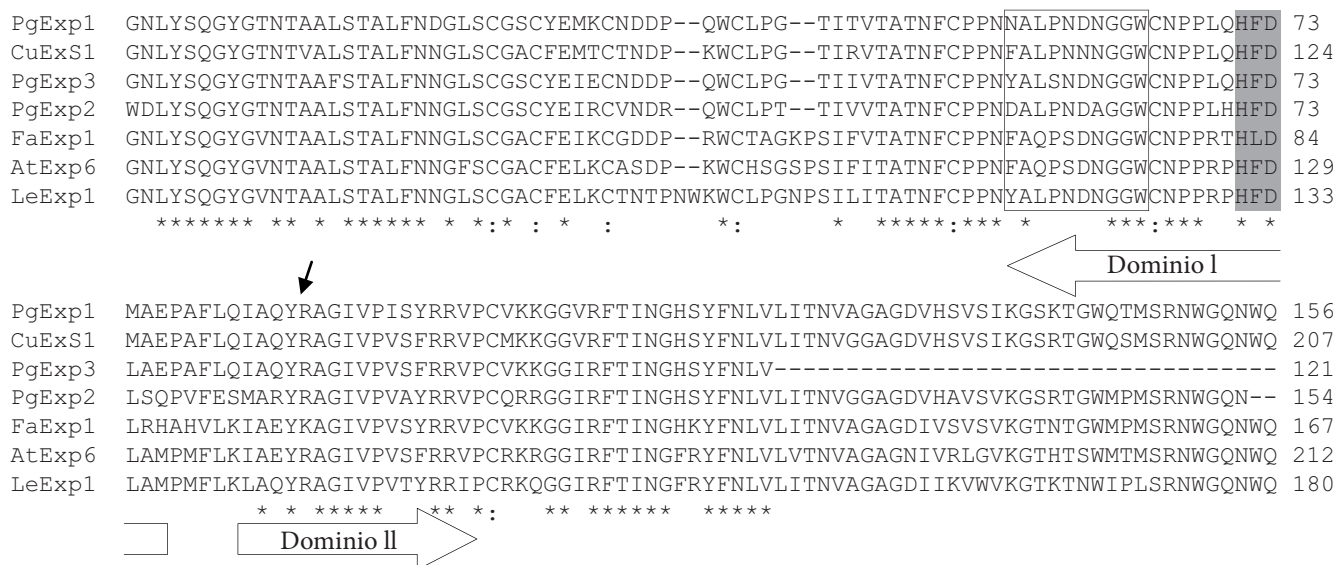 PgExp1 GNLYSQGYGTNTAALSTALFNDGLSCGSCYEMKCNDDP--QWCLPG--TITVTATNFCPPNNALPNDNGGWCNPPLQHFD 73
CuExS1 GNLYSQGYGTNTVALSTALFNNGLSCGACFEMTCTNDP--KWCLPG--TIRVTATNFCPPNFALPNNNGGWCNPPLQHFD 124
PgExp3 GNLYSQGYGTNTAAFSTALFNNGLSCGSCYEIECNDDP--QWCLPG--TIIVTATNFCPPNYALSNDNGGWCNPPLQHFD 73
PgExp2 WDLYSQGYGTNTAALSTALFNNGLSCGSCYEIRCVNDR--QWCLPT--TIVVTATNFCPPNDALPNDAGGWCNPPLHHFD 73
FaExp1 GNLYSQGYGVNTAALSTALFNNGLSCGACFEIKCGDDP--RWCTAGKPSIFVTATNFCPPNFAQPSDNGGWCNPPRTHLD 84
AtExp6 GNLYSQGYGVNTAALSTALFNNGFSCGACFELKCASDP--KWCHSGSPSIFITATNFCPPNFAQPSDNGGWCNPPRPHFD 129
LeExp1 GNLYSQGYGVNTAALSTALFNNGLSCGACFELKCTNTPNWKWCLPGNPSILITATNFCPPNYALPNDNGGWCNPPRPHFD 133
******* ** * ****** * *:* : * : *: * ****:*** * ***:*** * *
Dominio l
PgExp1 MAEPAFLQIAQYRAGIVPISYRRVPCVKKGGVRFTINGHSYFNLVLITNVAGAGDVHSVSIKGSKTGWQTMSRNWGQNWQ 156
CuExS1 MAEPAFLQIAQYRAGIVPVSFRRVPCMKKGGVRFTINGHSYFNLVLITNVGGAGDVHSVSIKGSRTGWQSMSRNWGQNWQ 207
PgExp3 LAEPAFLQIAQYRAGIVPVSFRRVPCVKKGGIRFTINGHSYFNLV----------------------------------- 121
PgExp2 LSQPVFESMARYRAGIVPVAYRRVPCQRRGGIRFTINGHSYFNLVLITNVGGAGDVHAVSVKGSRTGWMPMSRNWGQN-- 154
FaExp1 LRHAHVLKIAEYKAGIVPVSYRRVPCVKKGGIRFTINGHKYFNLVLITNVAGAGDIVSVSVKGTNTGWMPMSRNWGQNWQ 167
AtExp6 LAMPMFLKIAEYRAGIVPVSFRRVPCRKRGGIRFTINGFRYFNLVLVTNVAGAGNIVRLGVKGTHTSWMTMSRNWGQNWQ 212
LeExp1 LAMPMFLKLAQYRAGIVPVTYRRIPCRKQGGIRFTINGFRYFNLVLITNVAGAGDIIKVWVKGTKTNWIPLSRNWGQNWQ 180
* * ***** ** *: ** ****** *****
Dominio ll